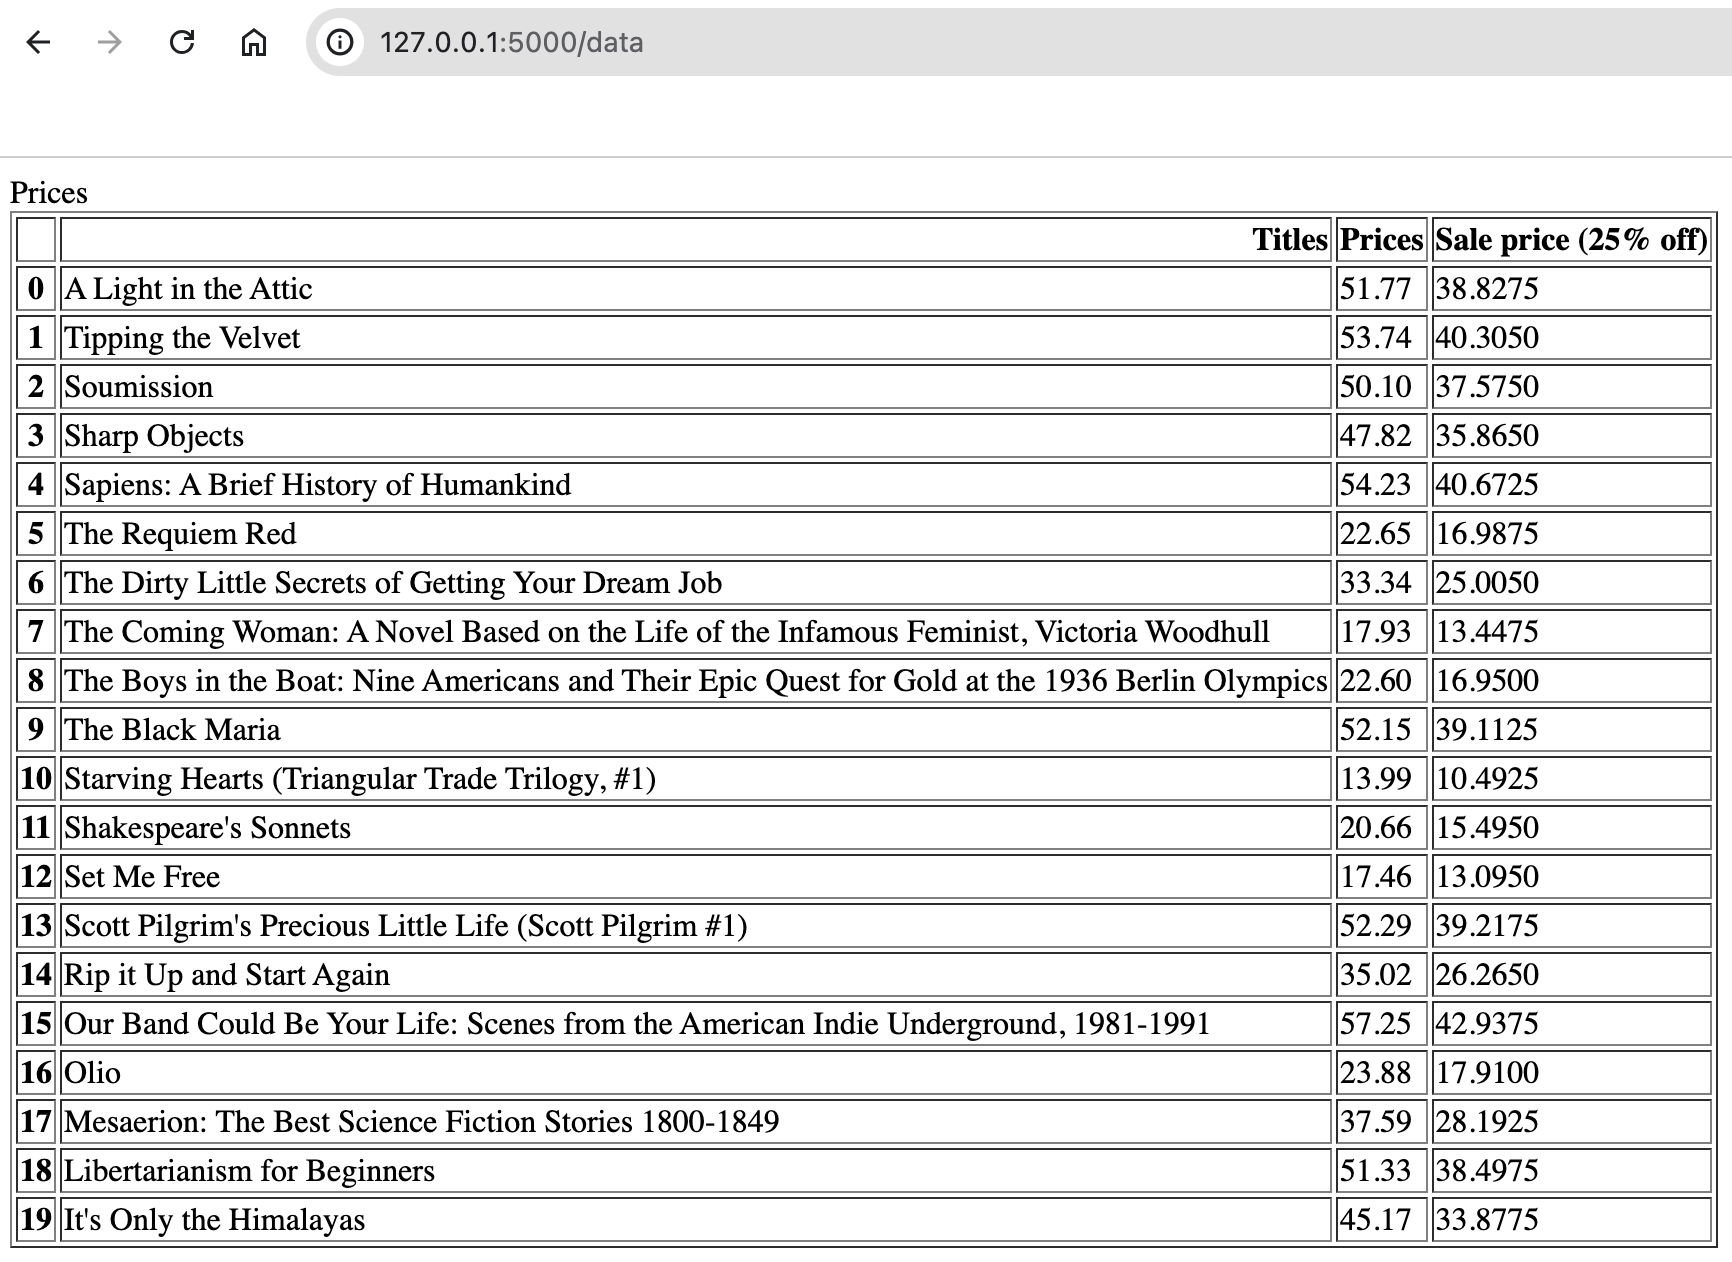 127.0.0.1:5000/data
Prices
Titles Prices Sale price (25% off)
0 A Light in the Attic 51.77 38.8275
1 Tipping the Velvet 53.74 40.3050
2 Soumission 50.10 37.5750
3 Sharp Objects 47.82 35.8650
4 Sapiens: A Brief History of Humankind 54.23 40.6725
5 The Requiem Red 22.65 16.9875
6 The Dirty Little Secrets of Getting Your Dream Job 33.34 25.0050
7 The Coming Woman: A Novel Based on the Life of the Infamous Feminist, Victoria Woodhull 17.93 13.4475
8 The Boys in the Boat: Nine Americans and Their Epic Quest for Gold at the 1936 Berlin Olympics 22.60 16.9500
9 The Black Maria 52.15 39.1125
10 Starving Hearts (Triangular Trade Trilogy, #1) 13.99 10.4925
11 Shakespeare's Sonnets 20.66 15.4950
12 Set Me Free 17.46 13.0950
13 Scott Pilgrim's Precious Little Life (Scott Pilgrim #1) 52.29 39.2175
14 Rip it Up and Start Again 35.02 26.2650
15 Our Band Could Be Your Life: Scenes from the American Indie Underground, 1981-1991 57.25 42.9375
16 Olio 23.88 17.9100
17 Mesaerion: The Best Science Fiction Stories 1800-1849 37.59 28.1925
18 Libertarianism for Beginners 51.33 38.4975
19 It's Only the Himalayas 45.17 33.8775